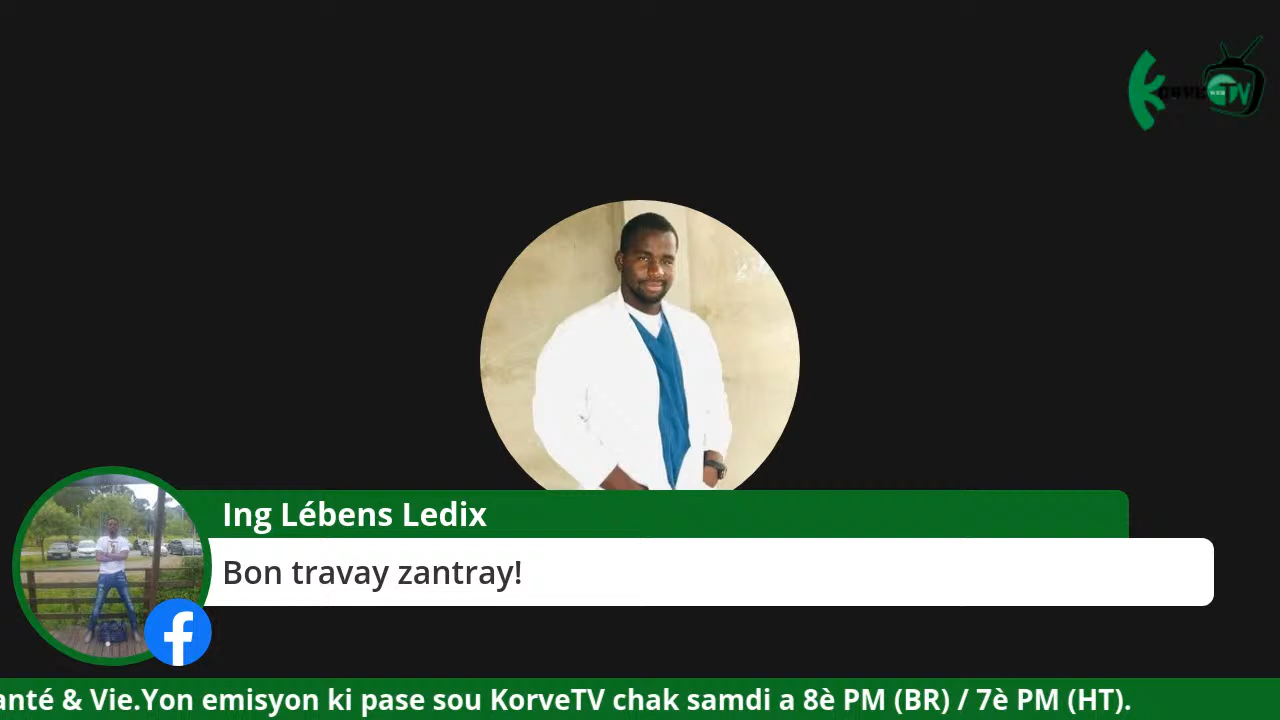 TV
Ing Lébens Ledix
Bon travay zantray!
anté & Vie.Yon emisyon ki pase sou KorveTV chak samdi a 8è PM (BR) / 7è PM (HT).